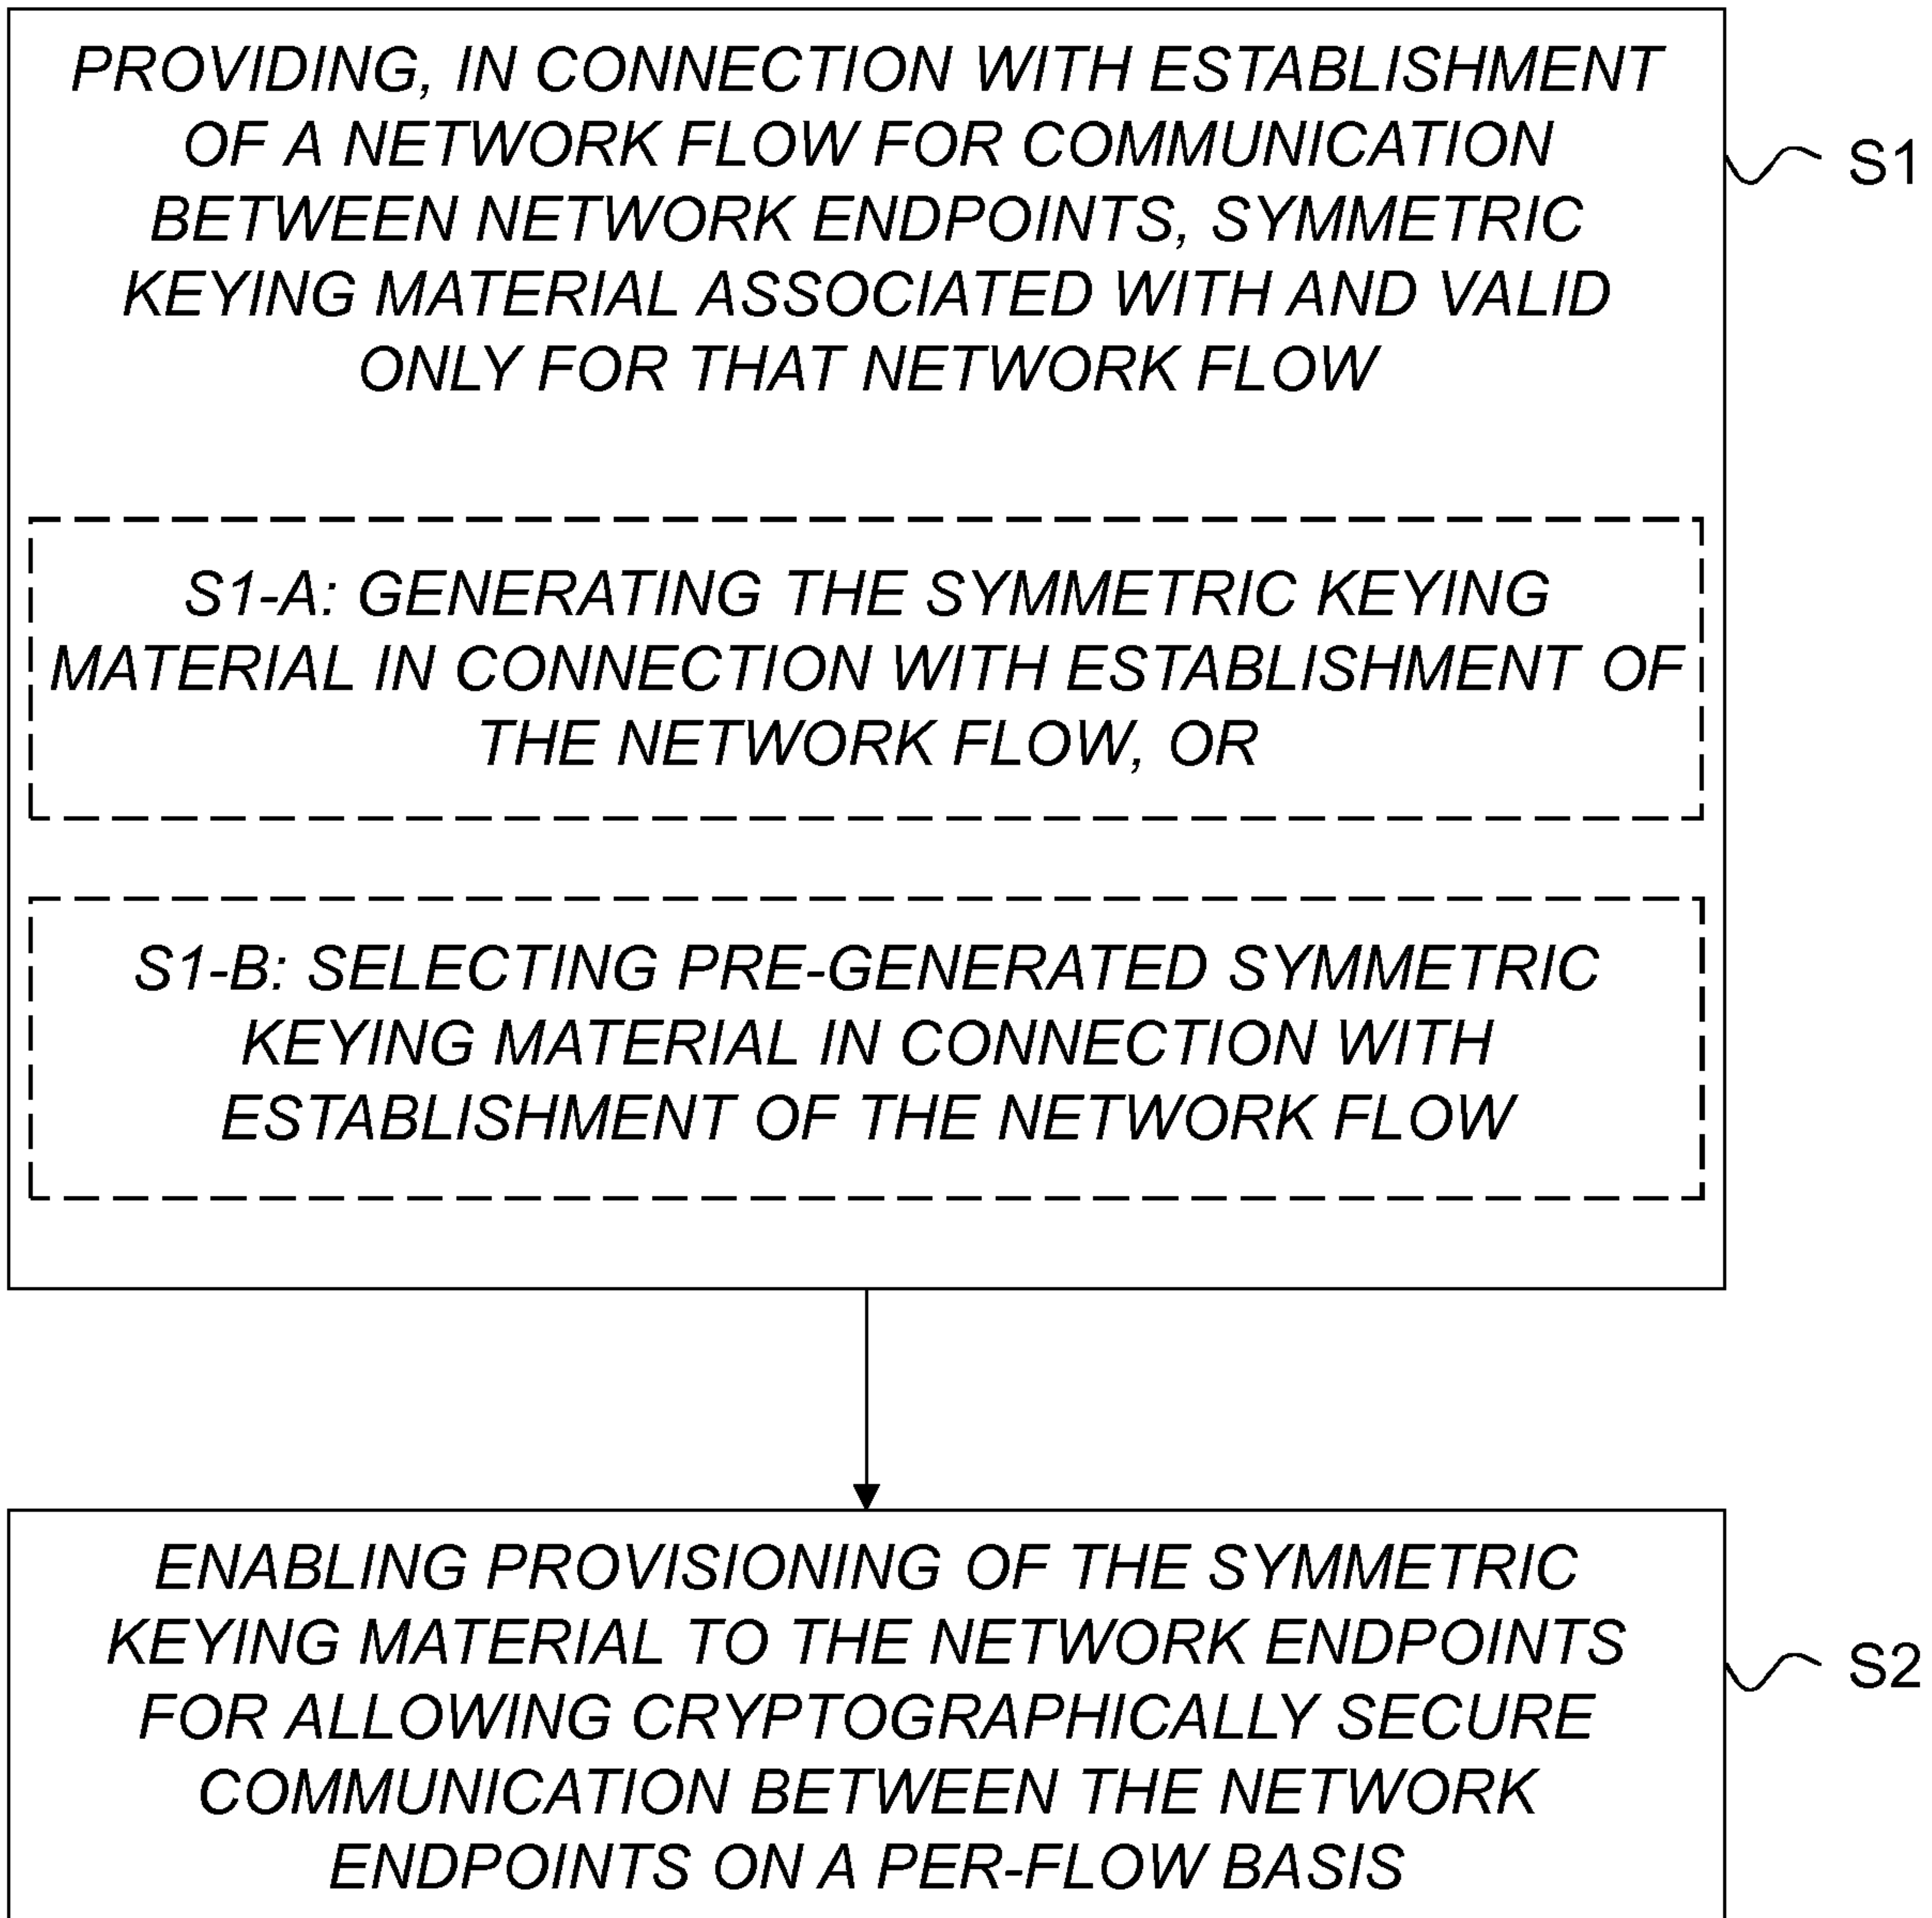 PROVIDING, IN CONNECTION WITH ESTABLISHMENT
OF A NETWORK FLOW FOR COMMUNICATION
BETWEEN NETWORK ENDPOINTS, SYMMETRIC
KEYING MATERIAL ASSOCIATED WITH AND VALID
ONLY FOR THAT NETWORK FLOW
S1
S1-A: GENERATING THE SYMMETRIC KEYING
MATERIAL IN CONNECTION WITH ESTABLISHMENT OF
THE NETWORK FLOW, OR
S1-B: SELECTING PRE-GENERATED SYMMETRIC
KEYING MATERIAL IN CONNECTION WITH
ESTABLISHMENT OF THE NETWORK FLOW
ENABLING PROVISIONING OF THE SYMMETRIC
KEYING MATERIAL TO THE NETWORK ENDPOINTS
FOR ALLOWING CRYPTOGRAPHICALLY SECURE
COMMUNICATION BETWEEN THE NETWORK
ENDPOINTS ON A PER-FLOW BASIS
S2